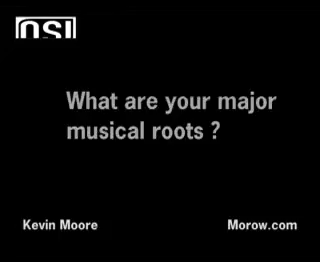 OSI
What are your major
musical roots ?
Kevin Moore
Morow.com